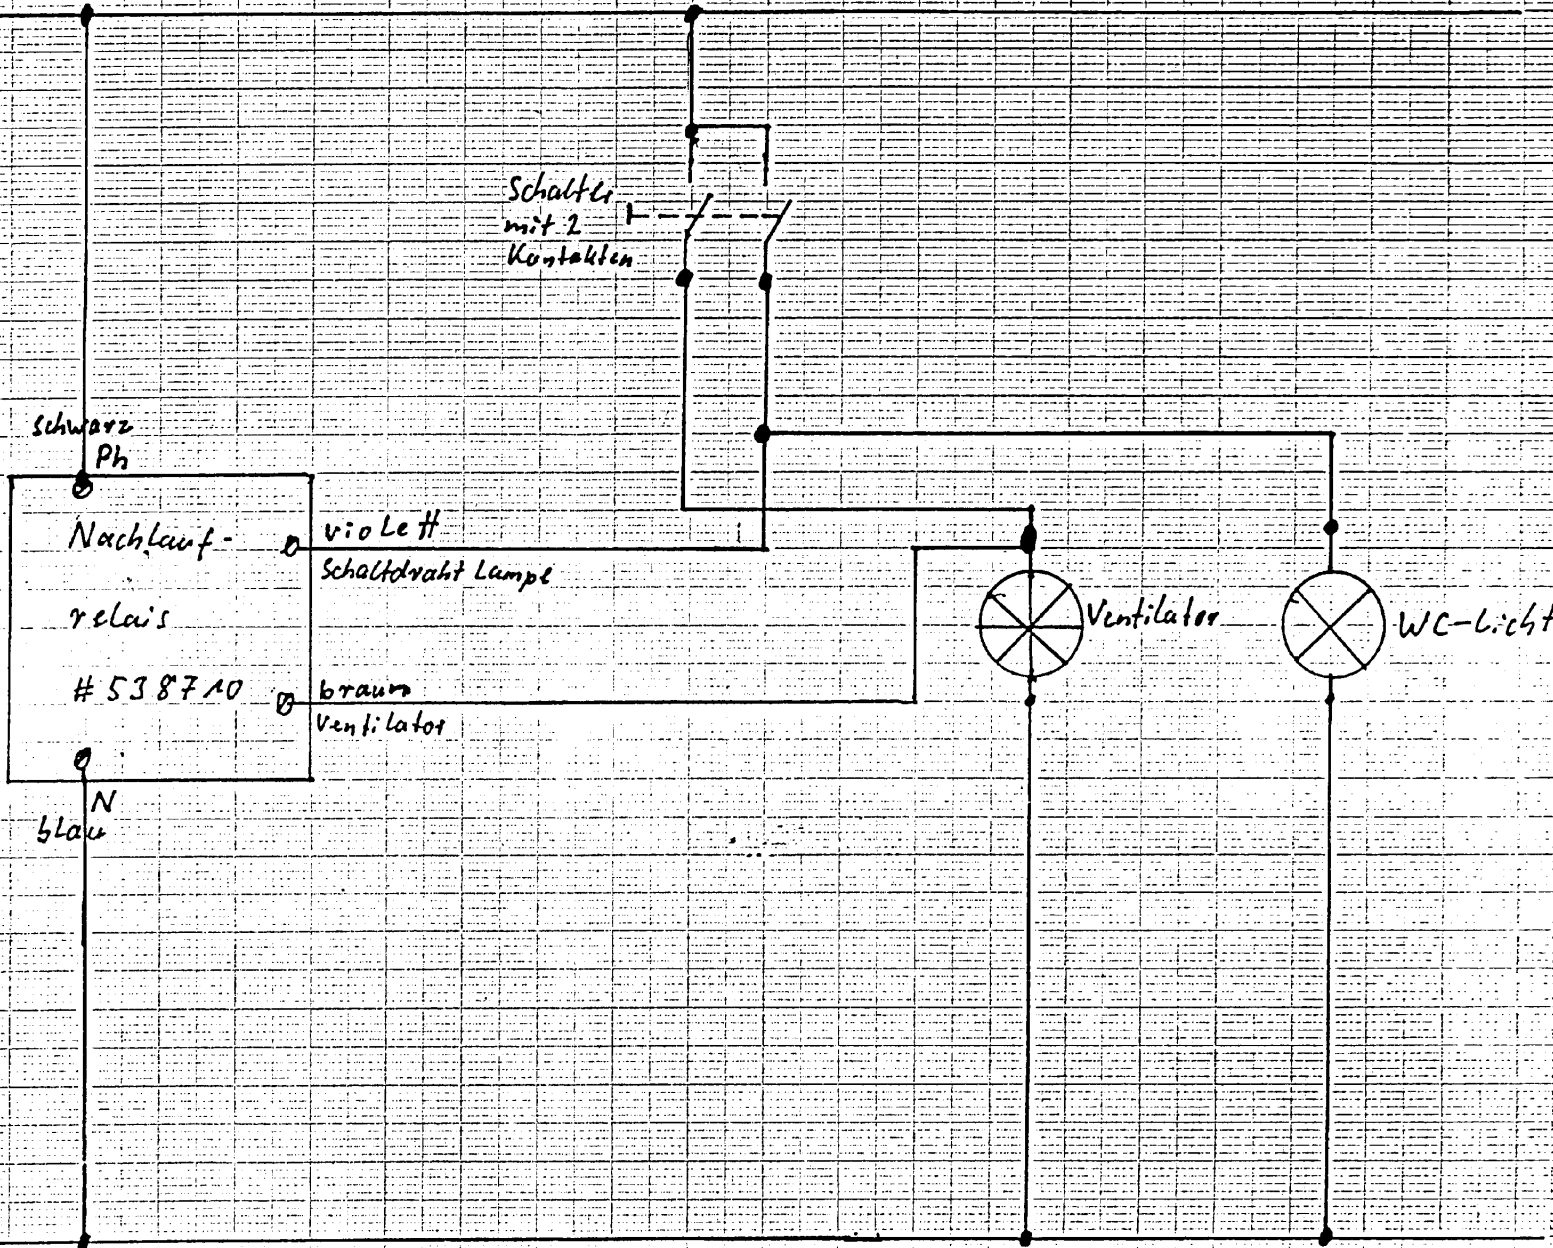 Schalter
mit 2
Kontakten
schwarz
Ph
Nachlauf-
relais
# 538710
violett
Schaltdraht Lampe
braun
Ventilator
N
blau
Ventilator
WC-Licht